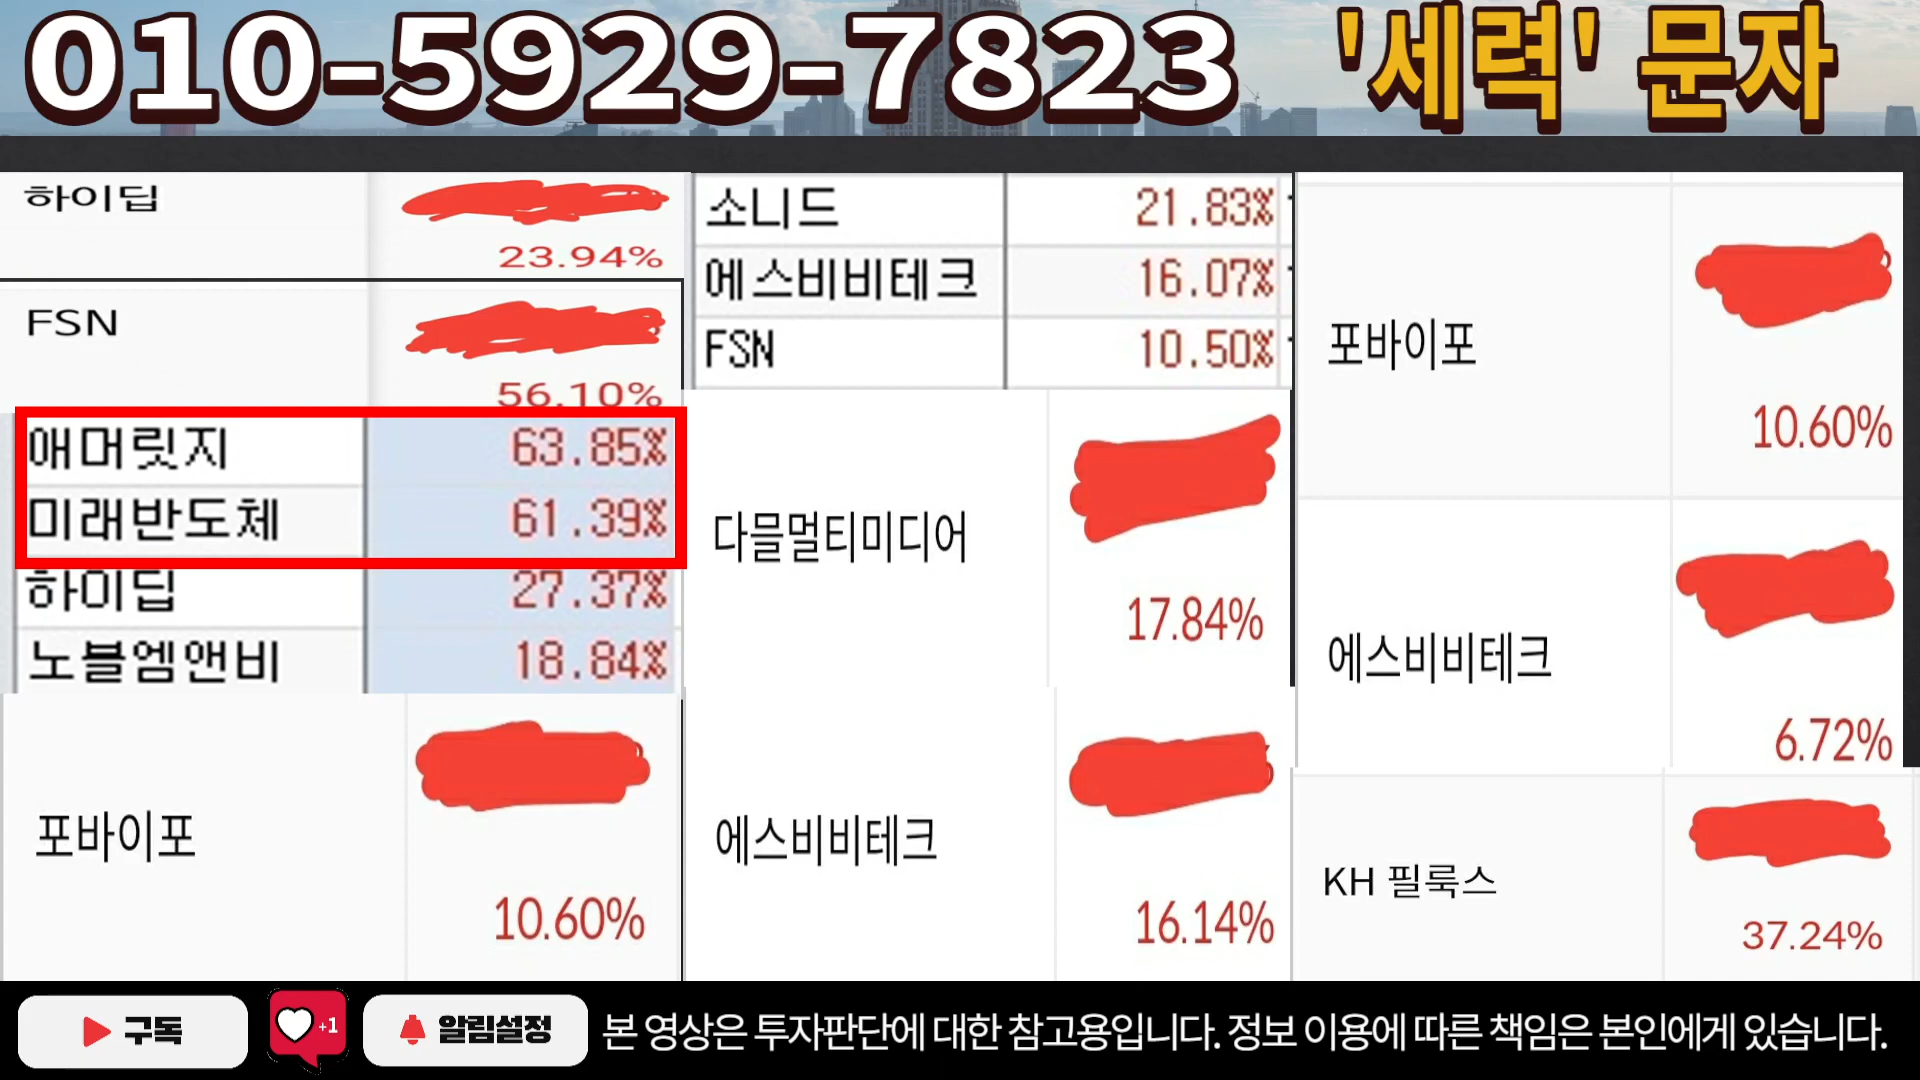 010-5929-7823 '세력' 문자
하이딥
23.94%
FSN
56.10%
애머릿지 63.85%
미래반도체 61.39%
하이딥 27.37%
노블엠앤비 18.84%
포바이포
10.60%
소니드 21.83%
에스비비테크 16.07%
FSN 10.50%
다믈멀티미디어
17.84%
에스비비테크
16.14%
포바이포
10.60%
에스비비테크
6.72%
KH 필룩스
37.24%
구독 +1 알림설정 본 영상은 투자판단에 대한 참고용입니다. 정보 이용에 따른 책임은 본인에게 있습니다.